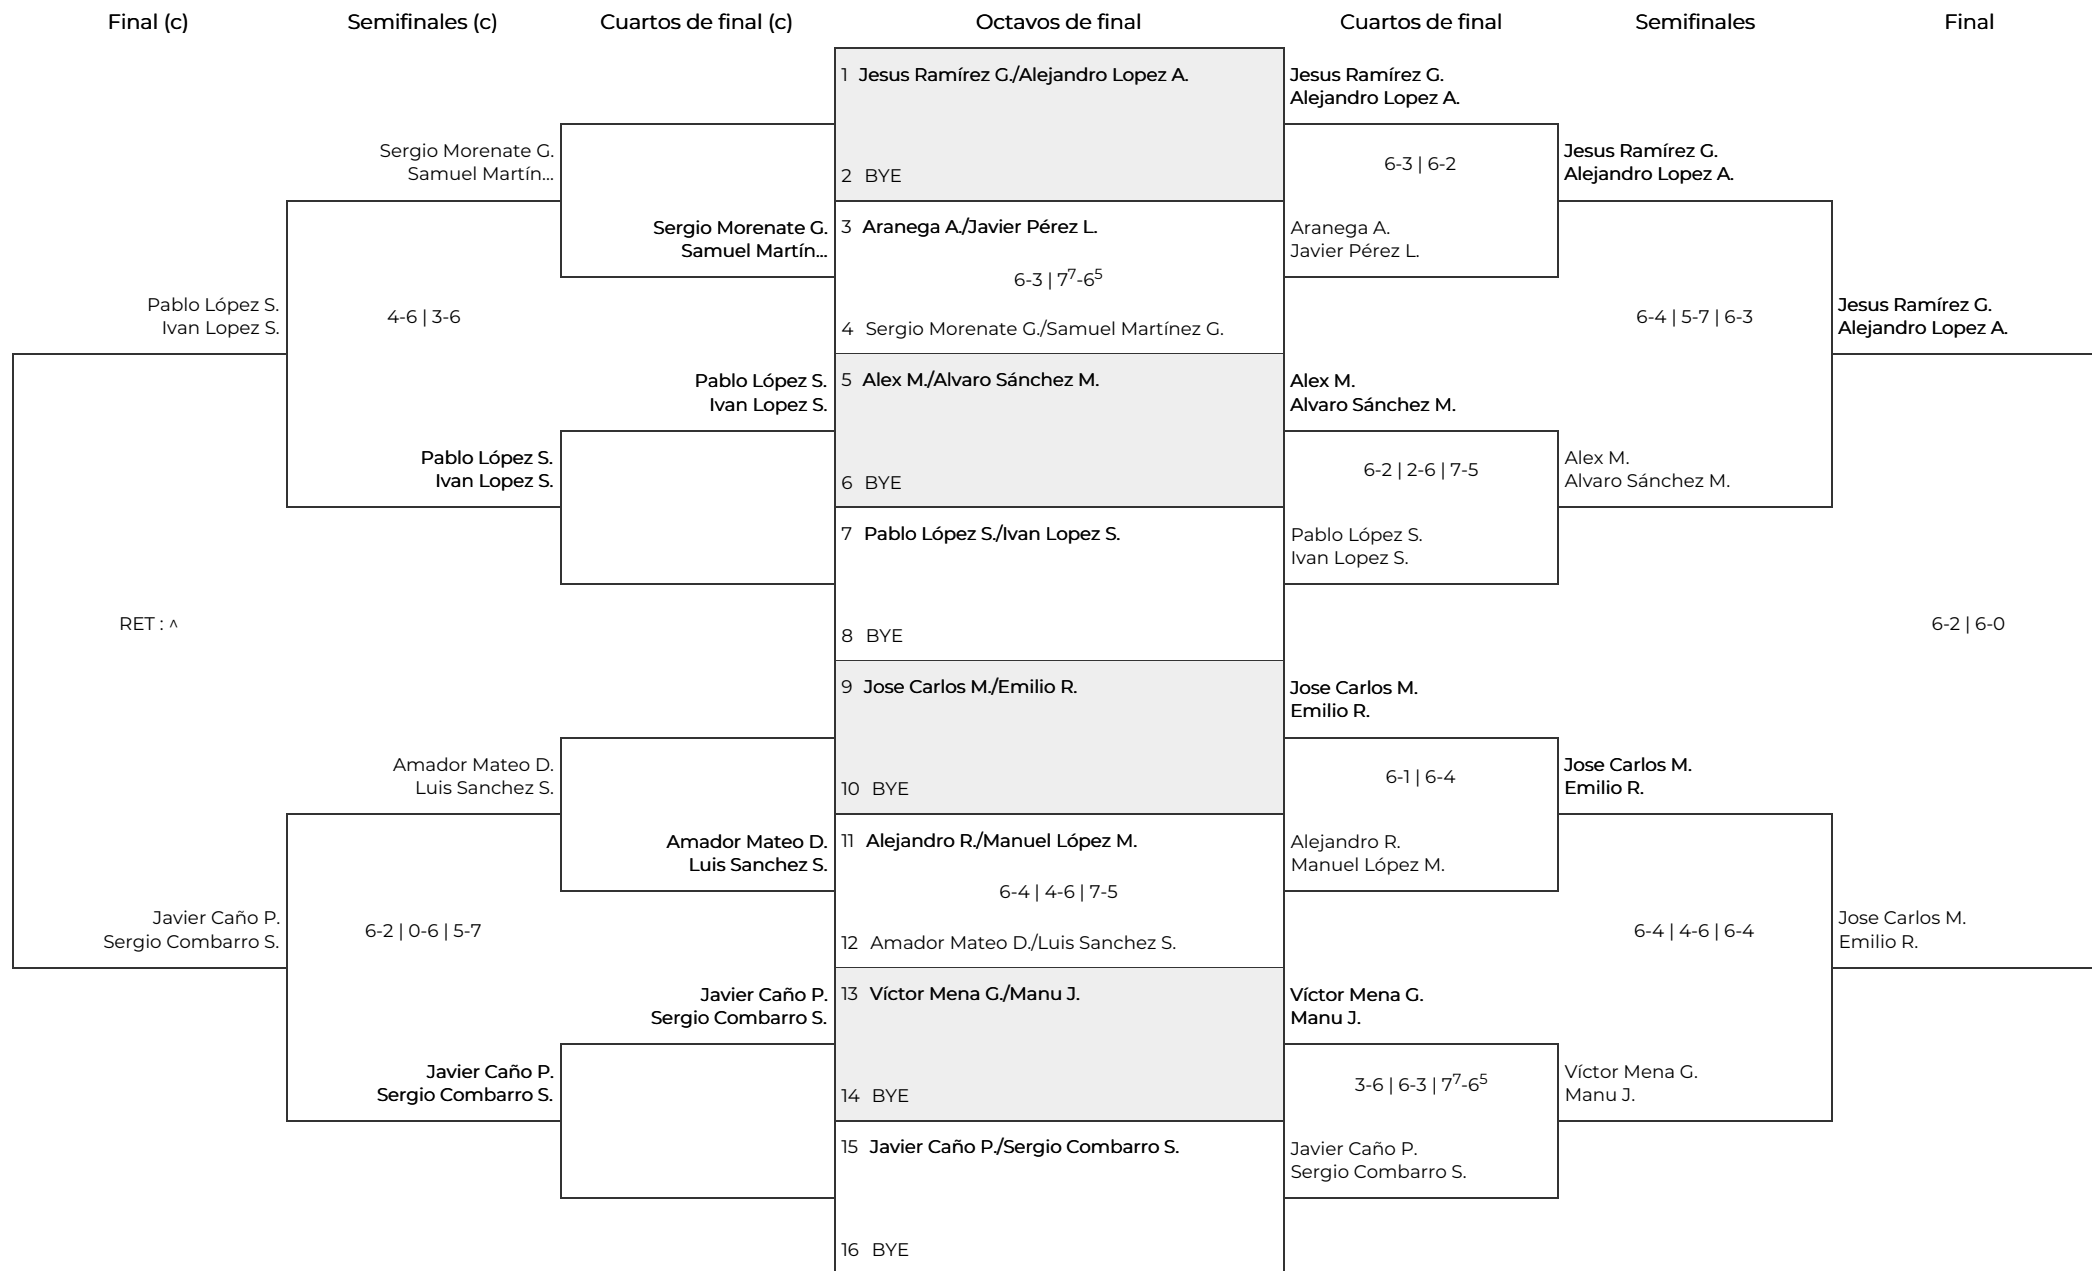 Final (c)
Semifinales (c)
Cuartos de final (c)
Octavos de final
Cuartos de final
Semifinales
Final
Pablo López S.
Ivan Lopez S.
RET : ^
Javier Caño P.
Sergio Combarro S.
Sergio Morenate G.
Samuel Martín...
4-6 | 3-6
Pablo López S.
Ivan Lopez S.
Amador Mateo D.
Luis Sanchez S.
6-2 | 0-6 | 5-7
Javier Caño P.
Sergio Combarro S.
Sergio Morenate G.
Samuel Martín...
Pablo López S.
Ivan Lopez S.
Amador Mateo D.
Luis Sanchez S.
Javier Caño P.
Sergio Combarro S.
1 Jesus Ramírez G./Alejandro Lopez A.
2 BYE
3 Aranega A./Javier Pérez L.
6-3 | 7⁷-6⁵
4 Sergio Morenate G./Samuel Martínez G.
5 Alex M./Alvaro Sánchez M.
6 BYE
7 Pablo López S./Ivan Lopez S.
8 BYE
9 Jose Carlos M./Emilio R.
10 BYE
11 Alejandro R./Manuel López M.
6-4 | 4-6 | 7-5
12 Amador Mateo D./Luis Sanchez S.
13 Víctor Mena G./Manu J.
14 BYE
15 Javier Caño P./Sergio Combarro S.
16 BYE
Jesus Ramírez G.
Alejandro Lopez A.
6-3 | 6-2
Aranega A.
Javier Pérez L.
Alex M.
Alvaro Sánchez M.
6-2 | 2-6 | 7-5
Pablo López S.
Ivan Lopez S.
Jose Carlos M.
Emilio R.
6-1 | 6-4
Alejandro R.
Manuel López M.
Víctor Mena G.
Manu J.
3-6 | 6-3 | 7⁷-6⁵
Javier Caño P.
Sergio Combarro S.
Jesus Ramírez G.
Alejandro Lopez A.
6-4 | 5-7 | 6-3
Alex M.
Alvaro Sánchez M.
Jose Carlos M.
Emilio R.
6-4 | 4-6 | 6-4
Víctor Mena G.
Manu J.
Jesus Ramírez G.
Alejandro Lopez A.
6-2 | 6-0
Jose Carlos M.
Emilio R.